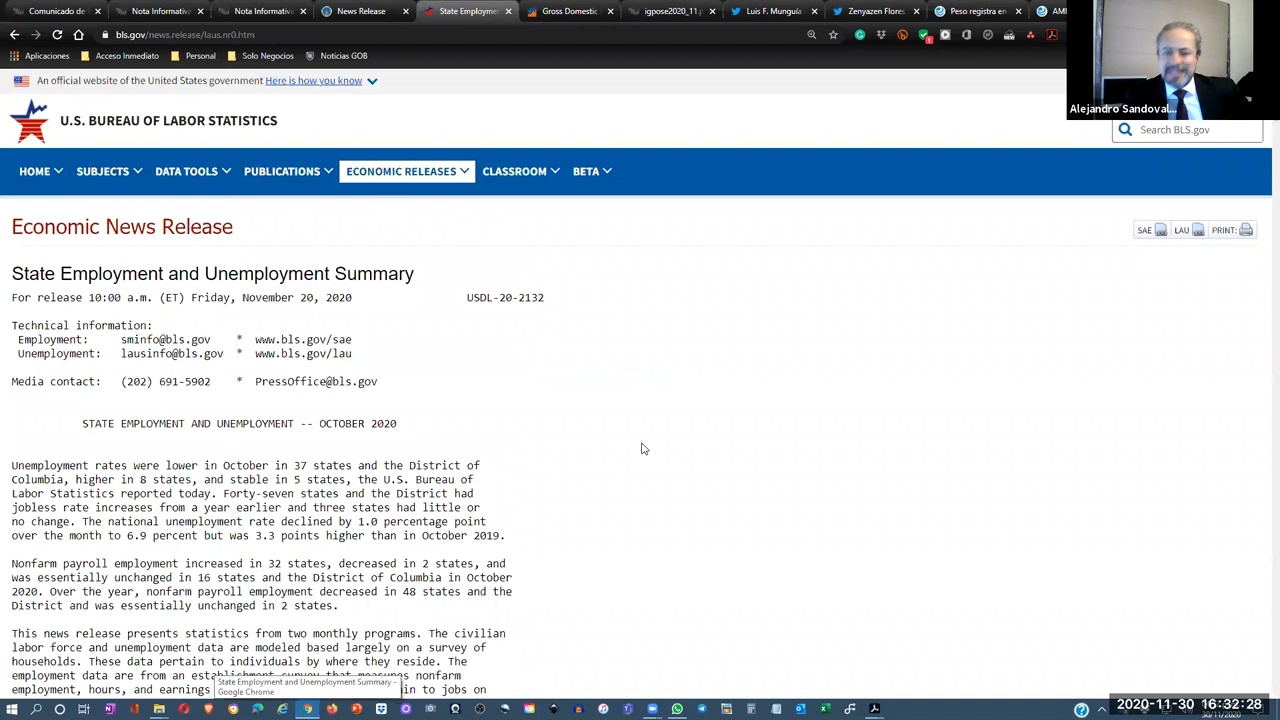 Comunicado de
Nota Informative
Nota Informative
News Release
State Employme
Gross Domestic
igpose2020_11.p
Luis F. Munguía
Zenyazen Flores
Peso registra en
bls.gov/news.release/laus.nr0.htm
Aplicaciones
Acceso Inmediato
Personal
Solo Negocios
Noticias GOB
An official website of the United States government Here is how you know
Alejandro Sandoval...
U.S. BUREAU OF LABOR STATISTICS
Search BLS.gov
HOME
SUBJECTS
DATA TOOLS
PUBLICATIONS
ECONOMIC RELEASES
CLASSROOM
BETA
Economic News Release
SAE
LAU
PRINT:
State Employment and Unemployment Summary
For release 10:00 a.m. (ET) Friday, November 20, 2020 USDL-20-2132
Technical information:
Employment: sminfo@bls.gov * www.bls.gov/sae
Unemployment: lausinfo@bls.gov * www.bls.gov/lau
Media contact: (202) 691-5902 * PressOffice@bls.gov
STATE EMPLOYMENT AND UNEMPLOYMENT -- OCTOBER 2020
Unemployment rates were lower in October in 37 states and the District of
Columbia, higher in 8 states, and stable in 5 states, the U.S. Bureau of
Labor Statistics reported today. Forty-seven states and the District had
jobless rate increases from a year earlier and three states had little or
no change. The national unemployment rate declined by 1.0 percentage point
over the month to 6.9 percent but was 3.3 points higher than in October 2019.
Nonfarm payroll employment increased in 32 states, decreased in 2 states, and
was essentially unchanged in 16 states and the District of Columbia in October
2020. Over the year, nonfarm payroll employment decreased in 48 states and the
District and was essentially unchanged in 2 states.
This news release presents statistics from two monthly programs. The civilian
labor force and unemployment data are modeled based largely on a survey of
households. These data pertain to individuals by where they reside. The
employment data are from an establishment survey that measures nonfarm
employment, hours, and earnings in to jobs on
State Employment and Unemployment Summary -
Google Chrome
2020-11-30 16:32:28
30/11/2020